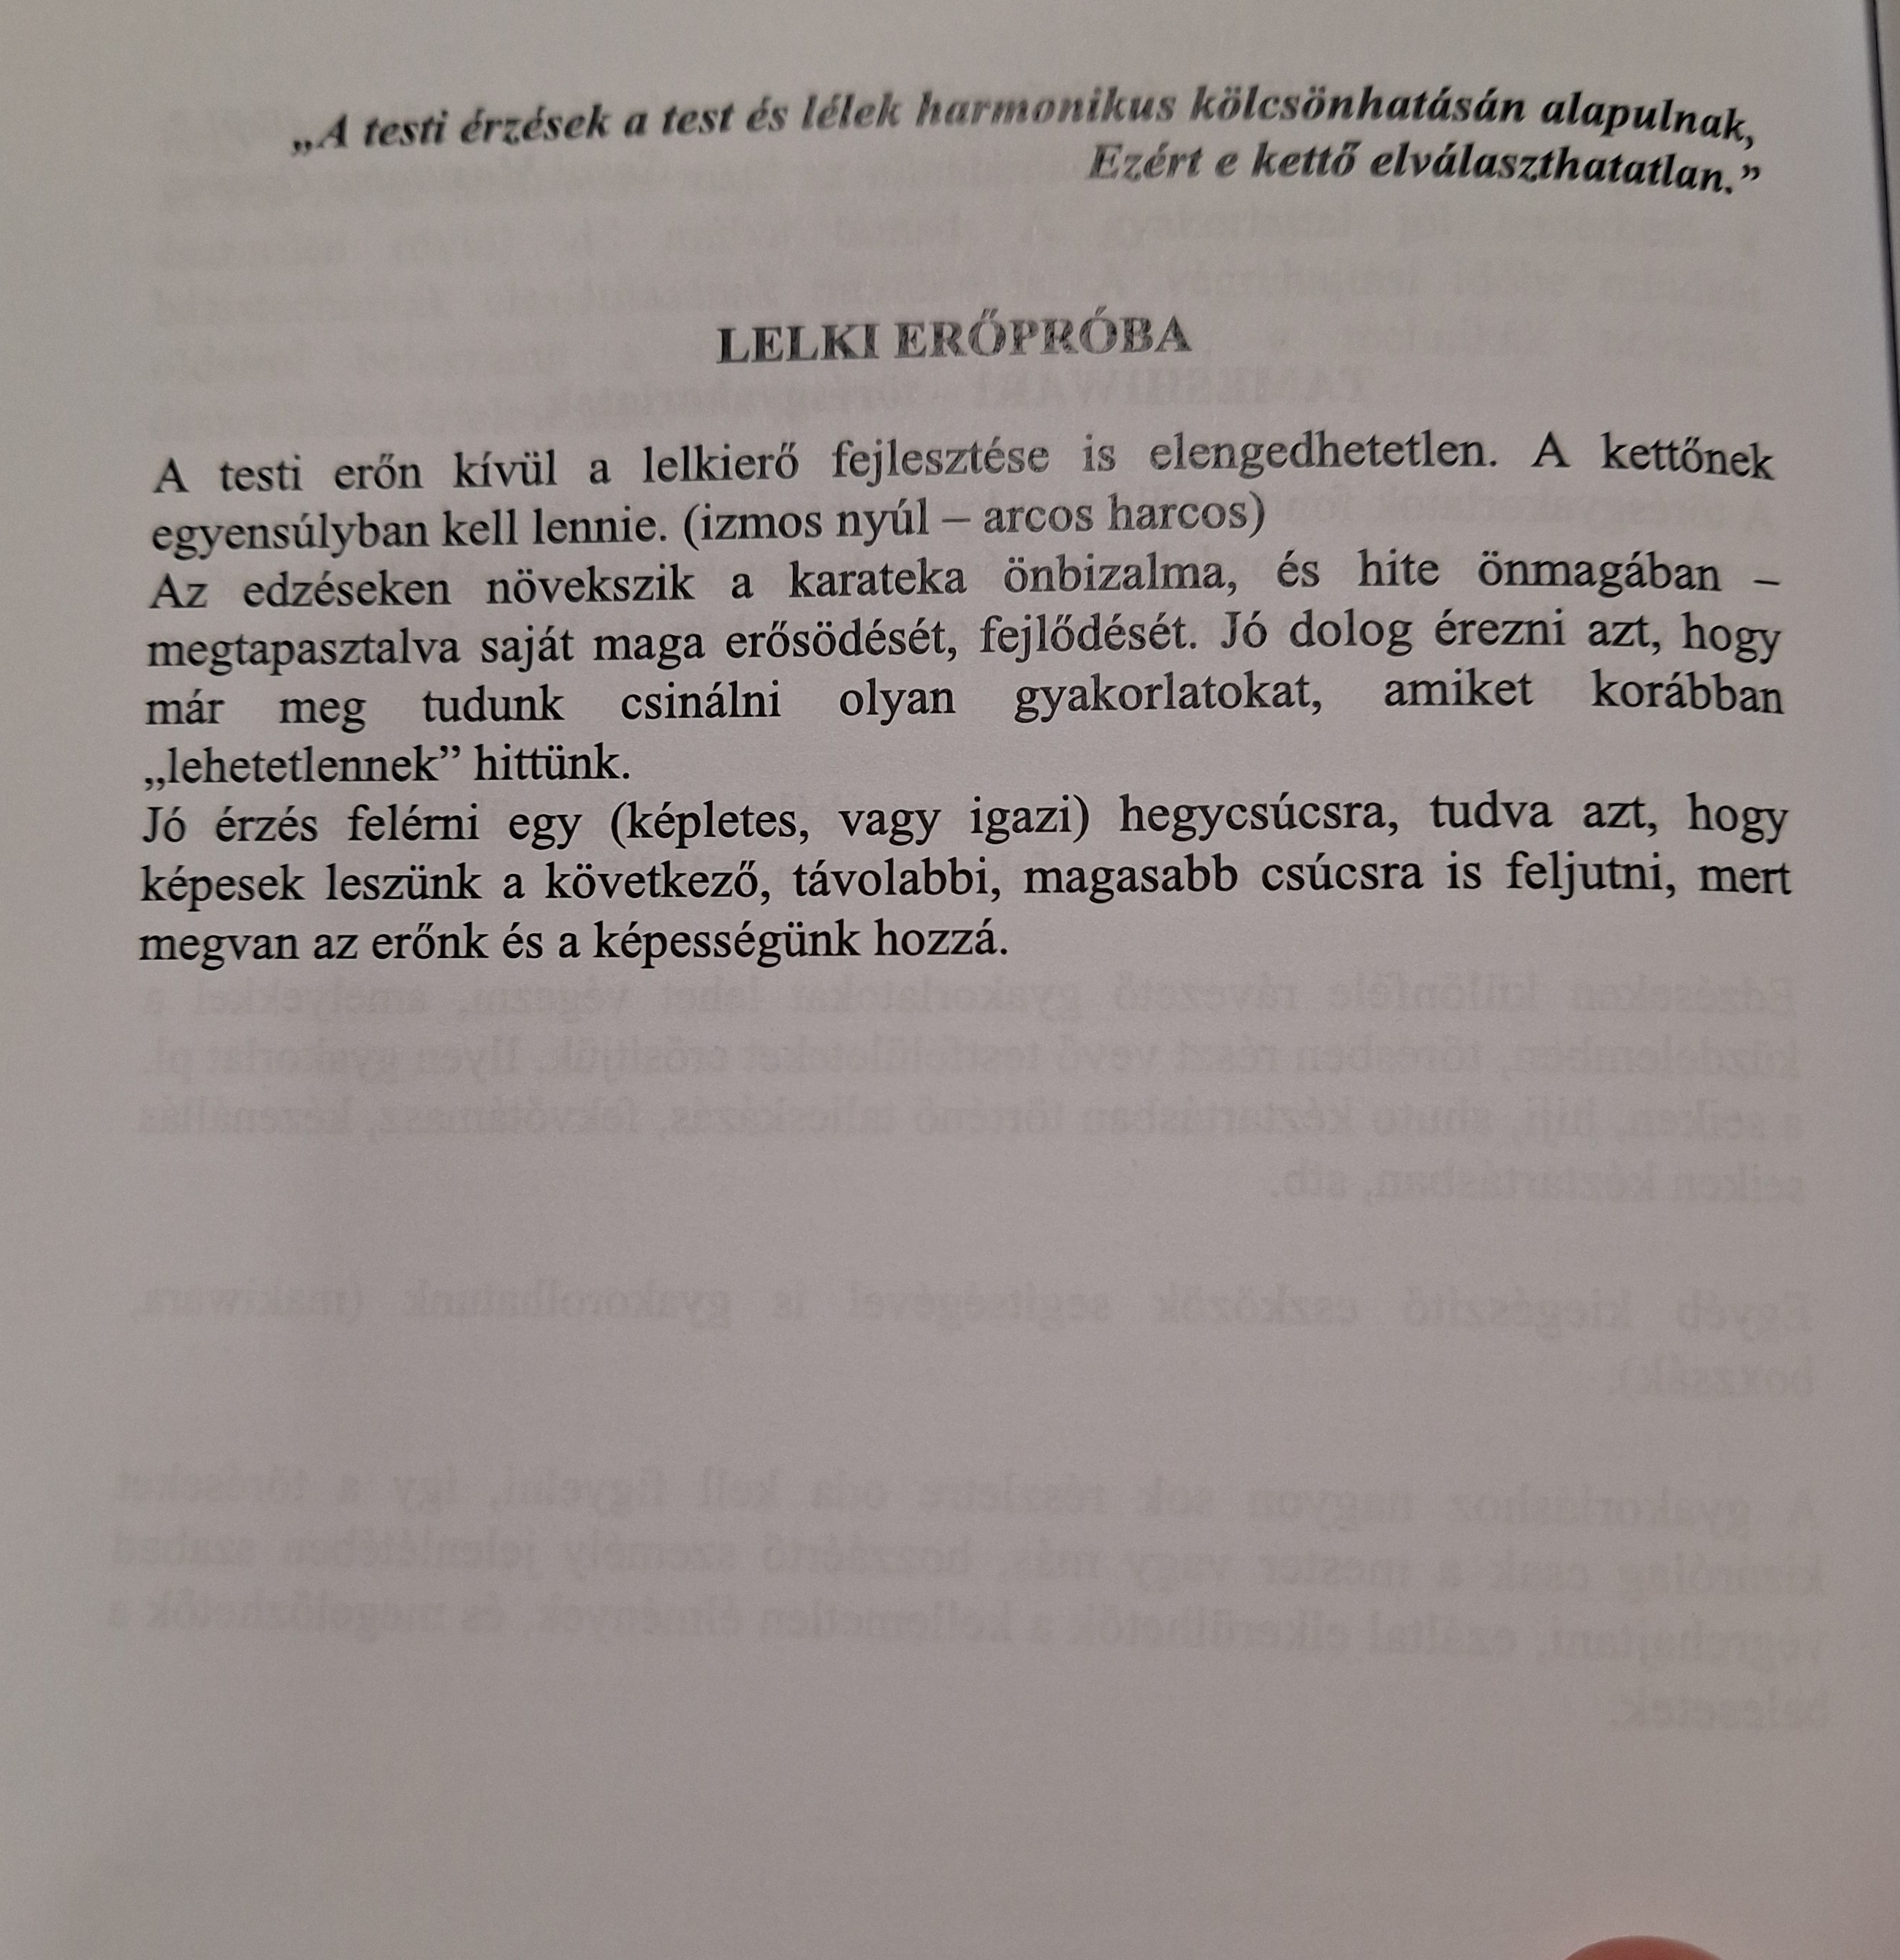 „A testi érzések a test és lélek harmonikus kölcsönhatásán alapulnak,
Ezért e kettő elválaszthatatlan.”
LELKI ERŐPRÓBA
A testi erőn kívül a lelkierő fejlesztése is elengedhetetlen. A kettőnek
egyensúlyban kell lennie. (izmos nyúl – arcos harcos)
Az edzéseken növekszik a karateka önbizalma, és hite önmagában –
megtapasztalva saját maga erősödését, fejlődését. Jó dolog érezni azt, hogy
már meg tudunk csinálni olyan gyakorlatokat, amiket korábban
„lehetetlennek” hittünk.
Jó érzés felérni egy (képletes, vagy igazi) hegycsúcsra, tudva azt, hogy
képesek leszünk a következő, távolabbi, magasabb csúcsra is feljutni, mert
megvan az erőnk és a képességünk hozzá.